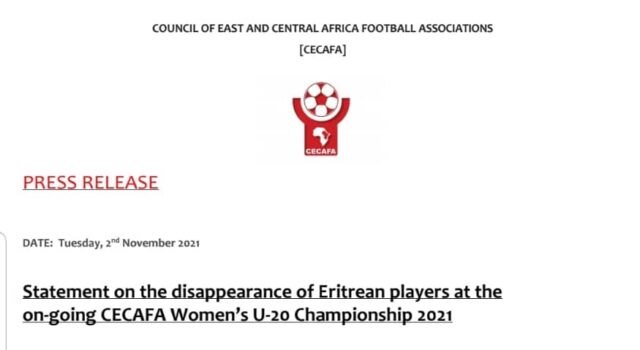 COUNCIL OF EAST AND CENTRAL AFRICA FOOTBALL ASSOCIATIONS
[CECAFA]
CECAFA
PRESS RELEASE
DATE: Tuesday, 2nd November 2021
Statement on the disappearance of Eritrean players at the
on-going CECAFA Women's U-20 Championship 2021